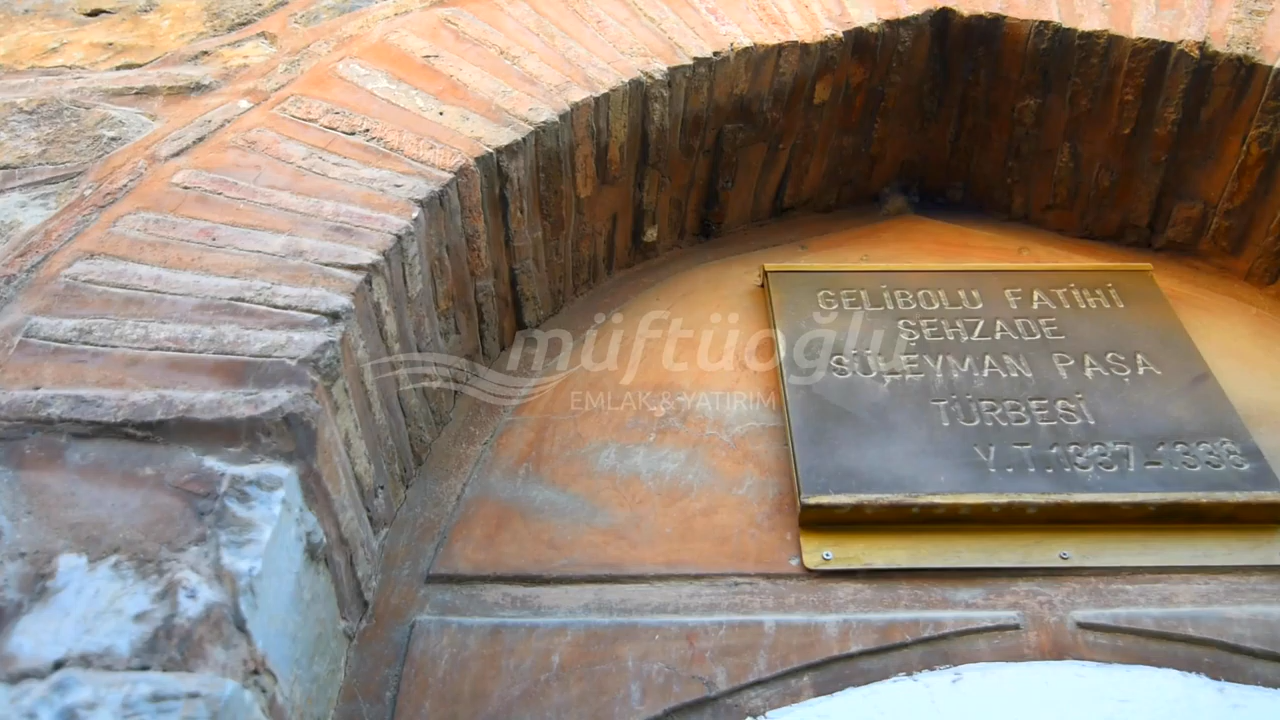 GELİBOLU FATİHİ
ŞEHZADE
SÜLEYMAN PAŞA
TÜRBESİ
Y.T.1337-1338
müftüoğlu
EMLAK & YATIRIM